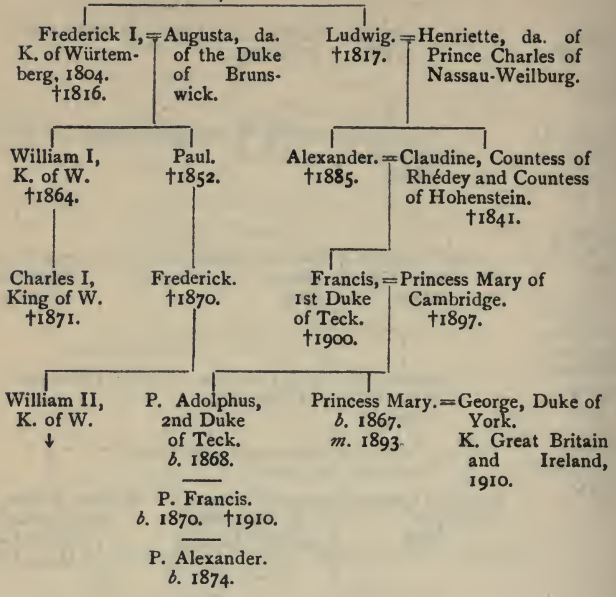 Frederick I, = Augusta, da.
K. of Würtem-
berg, 1804.
†1816.
of the Duke
of Bruns-
wick.
Ludwig. = Henriette, da. of
†1817.
Prince Charles of
Nassau-Weilburg.
William I,
K. of W.
†1864.
Paul.
†1852.
Alexander. = Claudine, Countess of
†1885.
Rhédey and Countess
of Hohenstein.
†1841.
Charles I,
King of W.
†1871.
Frederick.
†1870.
Francis, = Princess Mary of
1st Duke
of Teck.
†1900.
Cambridge.
†1897.
William II,
K. of W.
P. Adolphus,
2nd Duke
of Teck.
b. 1868.
P. Francis.
b. 1870. †1910.
P. Alexander.
b. 1874.
Princess Mary. = George, Duke of
b. 1867.
m. 1893.
York.
K. Great Britain
and Ireland,
1910.